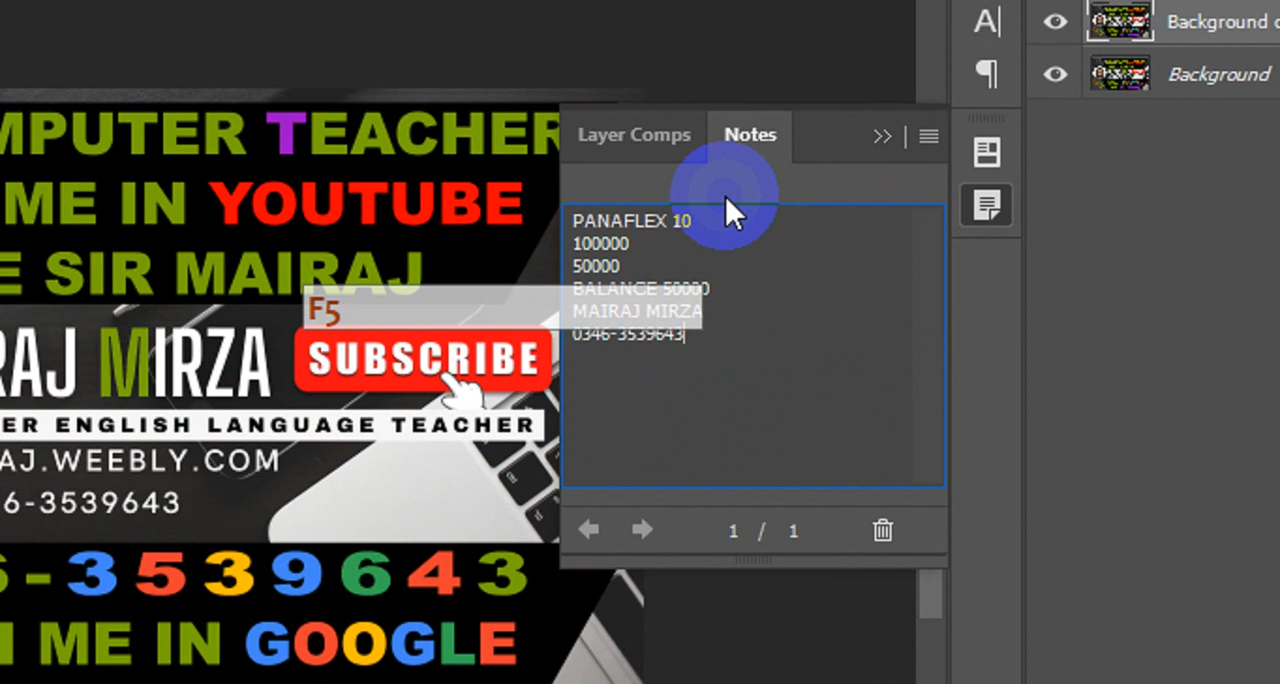 A|
Background
Background
Layer Comps Notes
MPUTER TEACHER
ME IN YOUTUBE
E SIR MAIRAJ
PANAFLEX 10
100000
50000
BALANCE 50000
MAIRAJ MIRZA
0346-3539643
F5
RAJ MIRZA
SUBSCRIBE
ER ENGLISH LANGUAGE TEACHER
AJ.WEEBLY.COM
6-3539643
1 / 1
6-3539643
ME IN GOOGLE